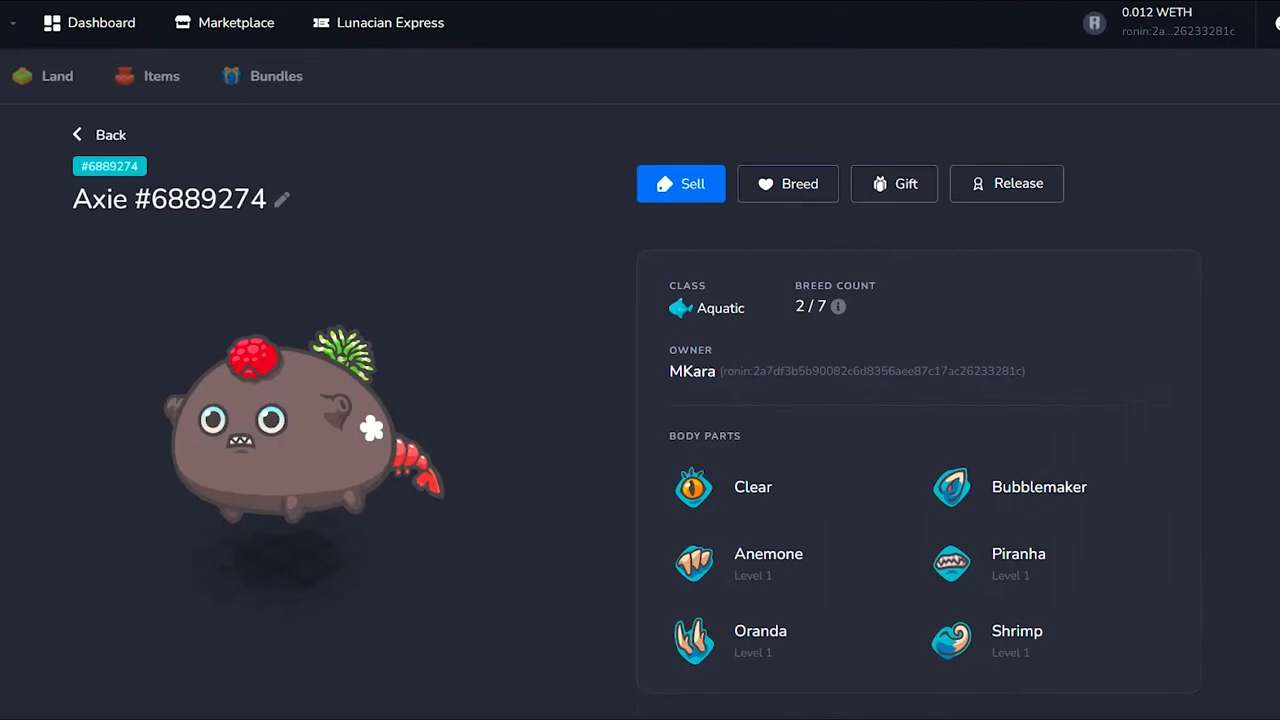 Dashboard Marketplace Lunacian Express
0.012 WETH
ronin:2a...26233281c
Land Items Bundles
Back
#6889274
Axie #6889274
Sell Breed Gift Release
CLASS BREED COUNT
Aquatic 2 / 7
OWNER
MKara (ronin:2a7df3b5b90082c6d8356aee87c17ac26233281c)
BODY PARTS
Clear Bubblemaker
Anemone Piranha
Level 1 Level 1
Oranda Shrimp
Level 1 Level 1